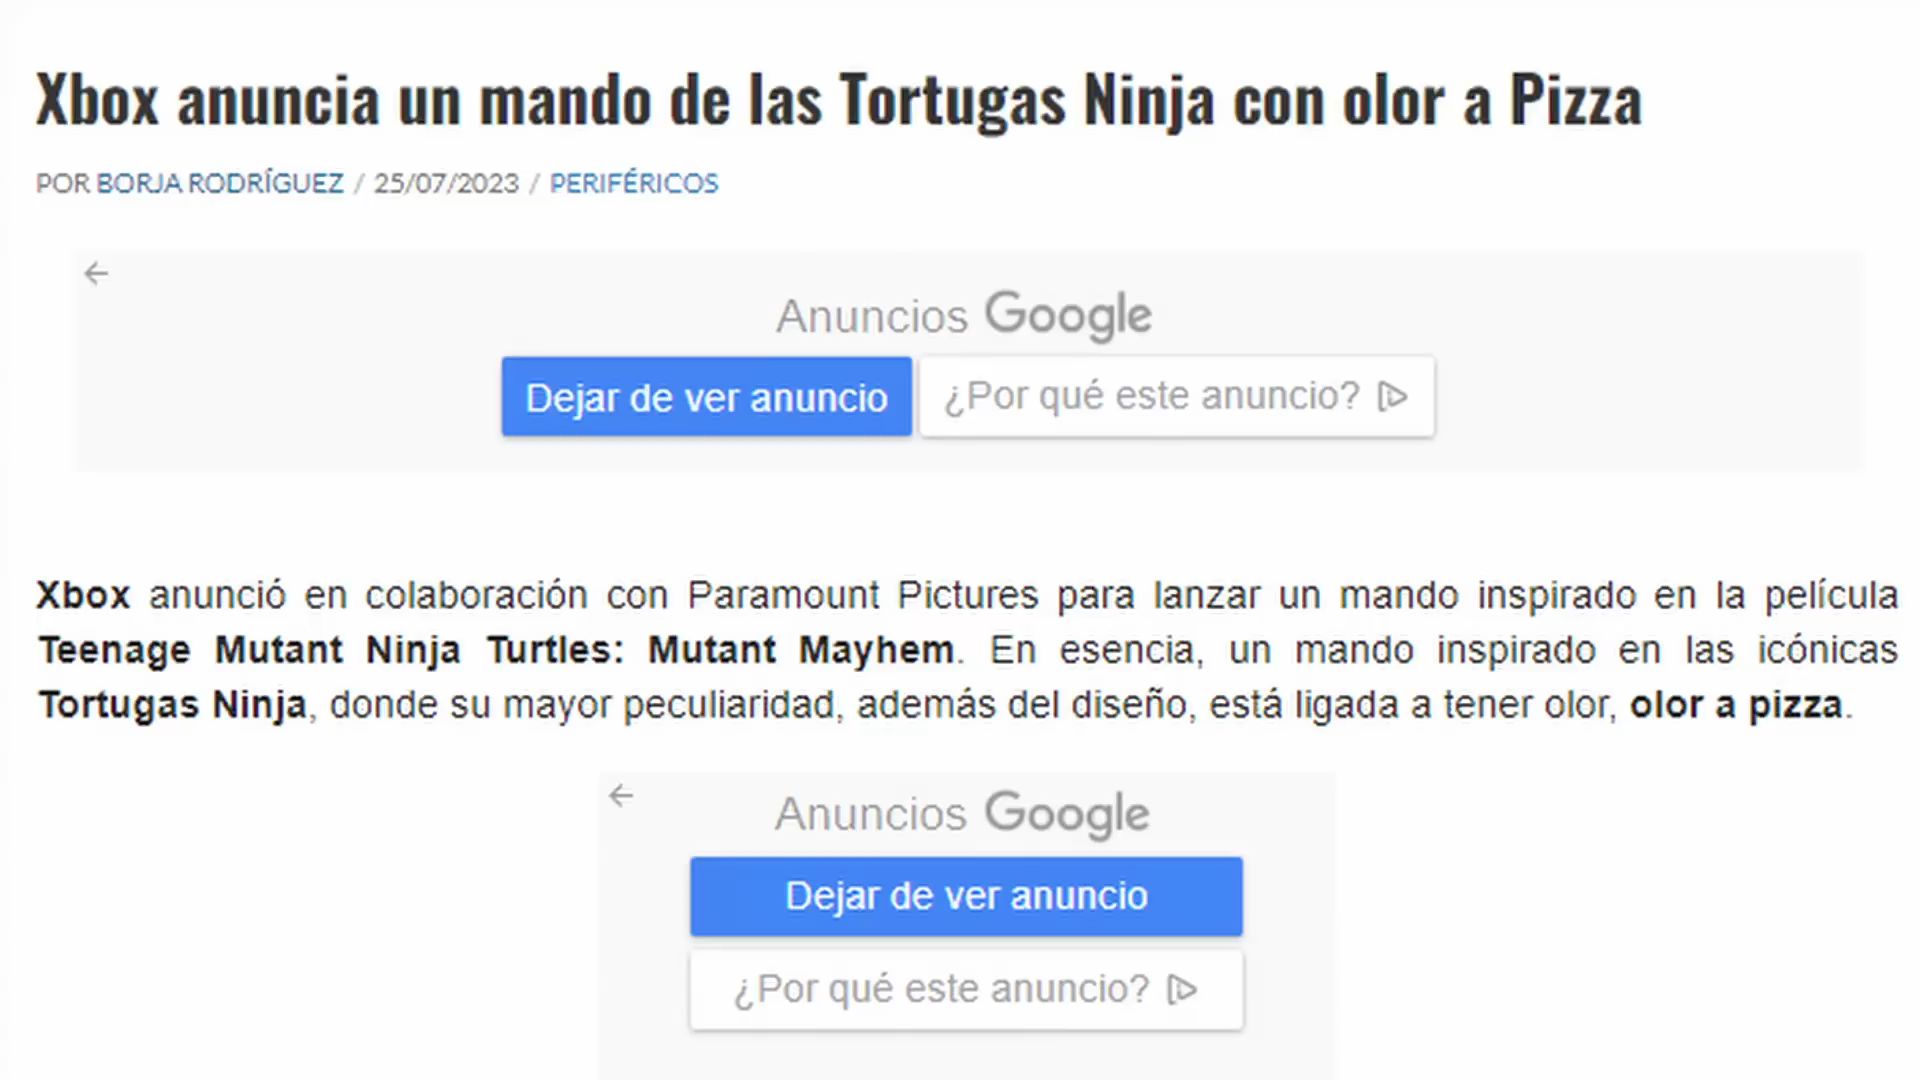 Xbox anuncia un mando de las Tortugas Ninja con olor a Pizza
POR BORJA RODRÍGUEZ / 25/07/2023 / PERIFÉRICOS
Anuncios Google
Dejar de ver anuncio ¿Por qué este anuncio?
Xbox anunció en colaboración con Paramount Pictures para lanzar un mando inspirado en la película
Teenage Mutant Ninja Turtles: Mutant Mayhem. En esencia, un mando inspirado en las icónicas
Tortugas Ninja, donde su mayor peculiaridad, además del diseño, está ligada a tener olor, olor a pizza.
Anuncios Google
Dejar de ver anuncio
¿Por qué este anuncio?